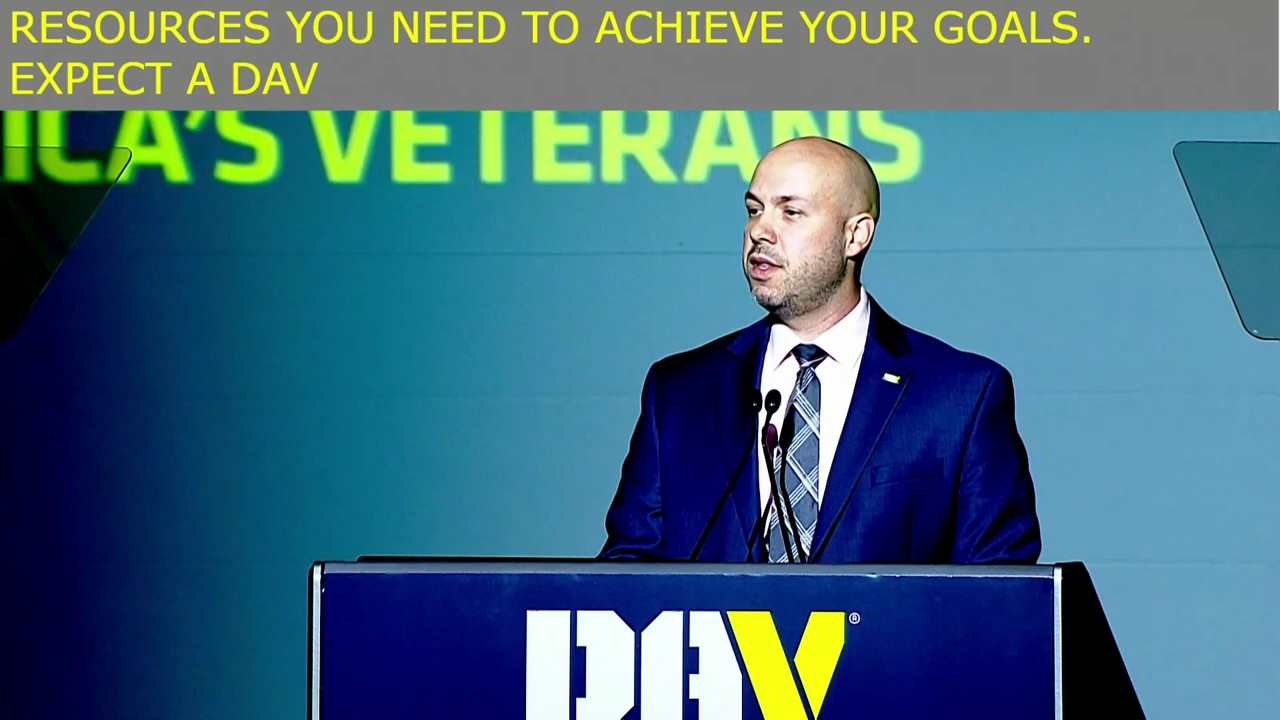 RESOURCES YOU NEED TO ACHIEVE YOUR GOALS.
EXPECT A DAV
ICA'S VETERANS
DAV®